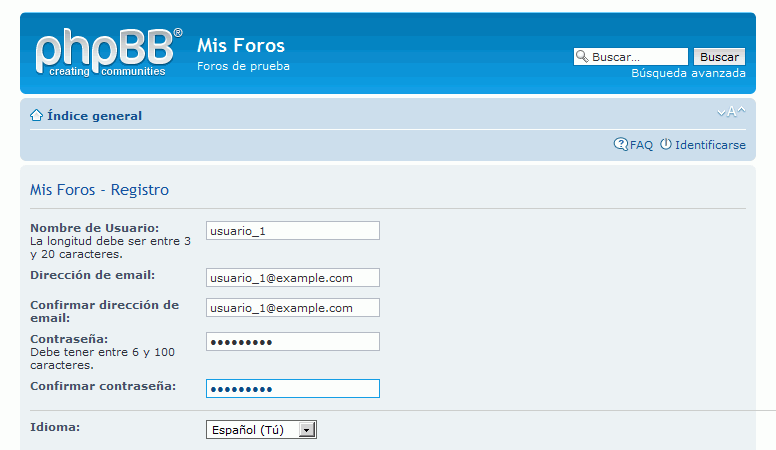 phpBB®
creating communities
Mis Foros
Foros de prueba
Buscar...
Buscar
Búsqueda avanzada
Índice general
A
FAQ
Identificarse
Mis Foros - Registro
Nombre de Usuario:
La longitud debe ser entre 3
y 20 caracteres.
usuario_1
Dirección de email:
usuario_1@example.com
Confirmar dirección de
email:
usuario_1@example.com
Contraseña:
Debe tener entre 6 y 100
caracteres.
•••••••••
Confirmar contraseña:
•••••••••
Idioma:
Español (Tú)